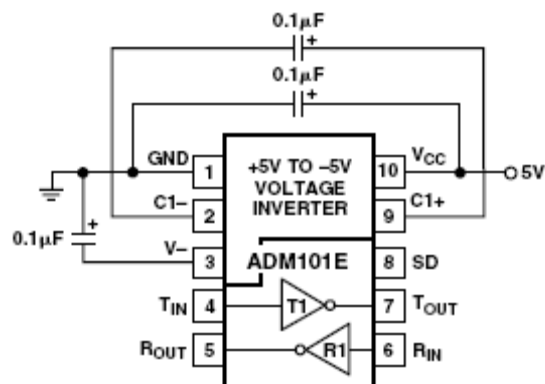 0.1μF
+
0.1μF
+
GND 1 +5V TO –5V 10 VCC
VOLTAGE
INVERTER
5V
C1– 2 9 C1+
+
0.1μF
V– 3 ADM101E 8 SD
TIN 4 T1 7 TOUT
ROUT 5 R1 6 RIN